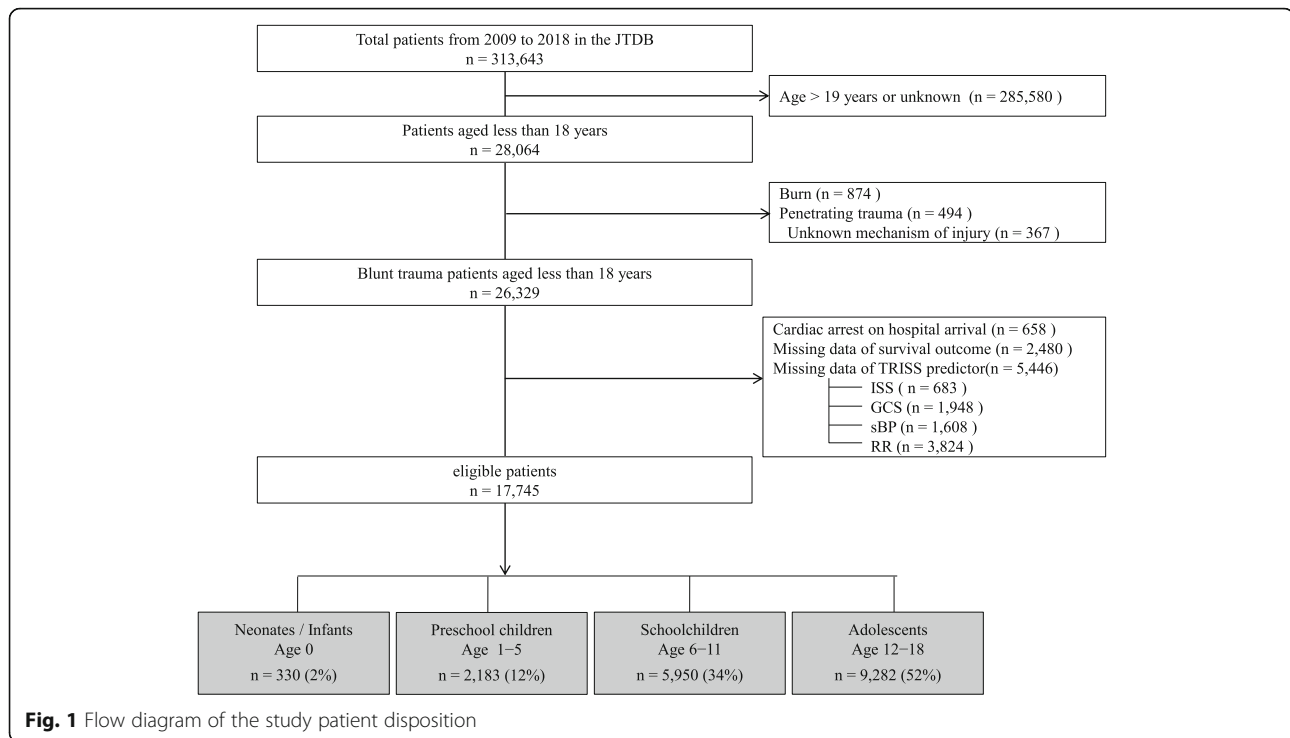 Total patients from 2009 to 2018 in the JTDB
n = 313,643
Age > 19 years or unknown (n = 285,580 )
Patients aged less than 18 years
n = 28,064
Burn (n = 874 )
Penetrating trauma (n = 494 )
Unknown mechanism of injury (n = 367 )
Blunt trauma patients aged less than 18 years
n = 26,329
Cardiac arrest on hospital arrival (n = 658 )
Missing data of survival outcome (n = 2,480 )
Missing data of TRISS predictor(n = 5,446)
ISS ( n = 683 )
GCS (n = 1,948 )
sBP (n = 1,608 )
RR (n = 3,824 )
eligible patients
n = 17,745
Neonates / Infants
Age 0
n = 330 (2%)
Preschool children
Age 1−5
n = 2,183 (12%)
Schoolchildren
Age 6−11
n = 5,950 (34%)
Adolescents
Age 12−18
n = 9,282 (52%)
Fig. 1 Flow diagram of the study patient disposition